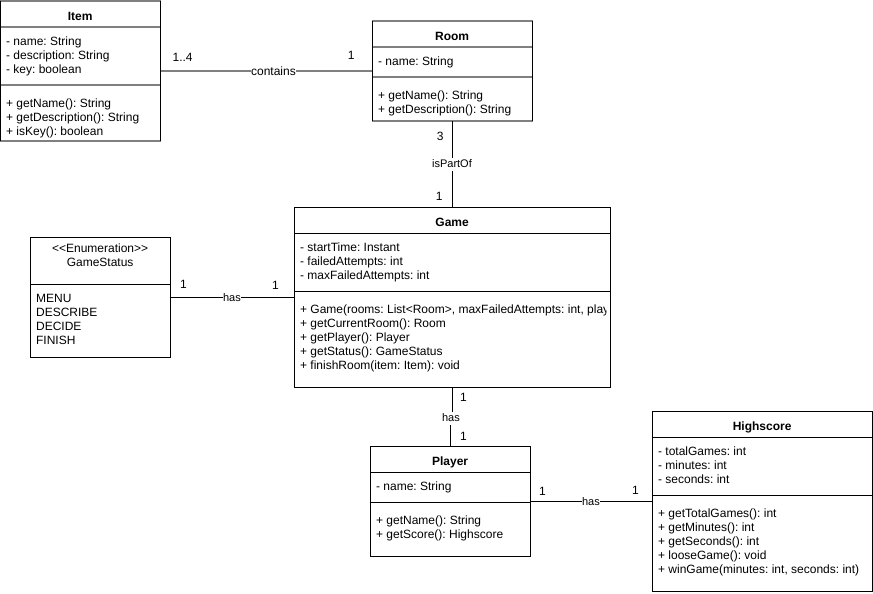 Item
- name: String
- description: String
- key: boolean
+ getName(): String
+ getDescription(): String
+ isKey(): boolean
1..4
contains
1
Room
- name: String
+ getName(): String
+ getDescription(): String
3
isPartOf
1
<<Enumeration>>
GameStatus
MENU
DESCRIBE
DECIDE
FINISH
1
has
1
Game
- startTime: Instant
- failedAttempts: int
- maxFailedAttempts: int
+ Game(rooms: List<Room>, maxFailedAttempts: int, play
+ getCurrentRoom(): Room
+ getPlayer(): Player
+ getStatus(): GameStatus
+ finishRoom(item: Item): void
1
has
1
Player
- name: String
+ getName(): String
+ getScore(): Highscore
1
has
1
Highscore
- totalGames: int
- minutes: int
- seconds: int
+ getTotalGames(): int
+ getMinutes(): int
+ getSeconds(): int
+ looseGame(): void
+ winGame(minutes: int, seconds: int)